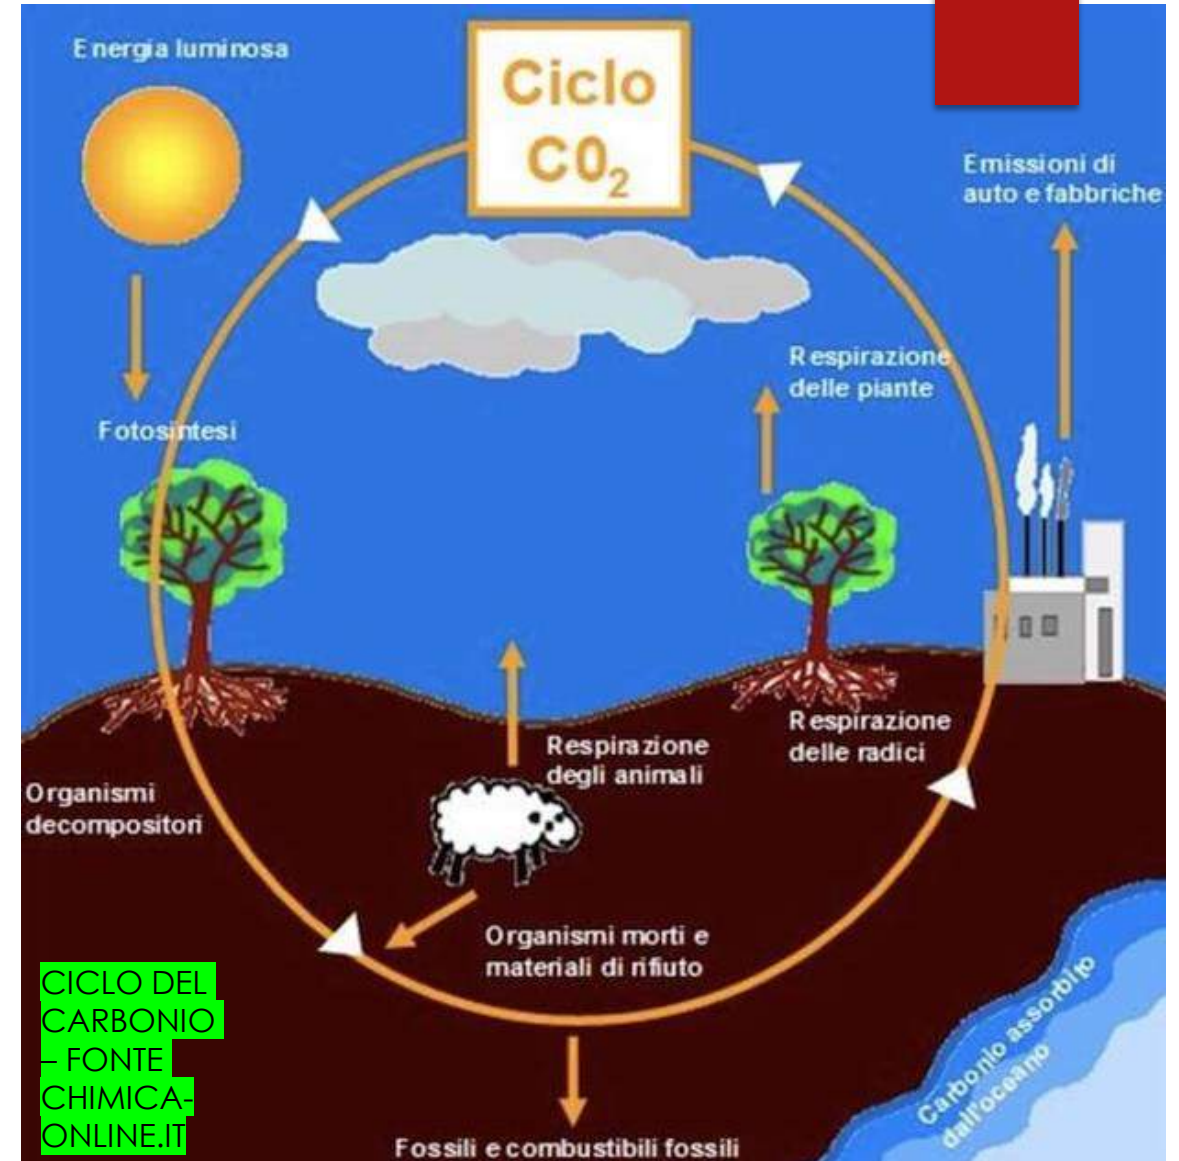 Energia luminosa
Ciclo
C0₂
Emissioni di
auto e fabbriche
Respirazione
delle piante
Fotosintesi
Respirazione
delle radici
Respirazione
degli animali
Organismi
decompositori
Organismi morti e
materiali di rifiuto
Carbonio assorbito
dall'oceano
CICLO DEL
CARBONIO
– FONTE
CHIMICA-
ONLINE.IT
Fossili e combustibili fossili